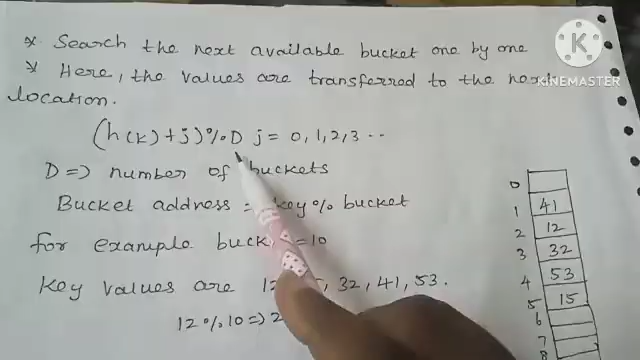 * Search the next available bucket one by one
* Here, the values are transferred to the
location.
(h(k)+j)%D j = 0,1,2,3 --
D => number of buckets
Bucket address = key % bucket
for example =10
Key values are 32, 41, 53.
12%10=>2
0
1 41
2 12
3 32
4 53
5 15
6
7
8
K
KINEMASTER